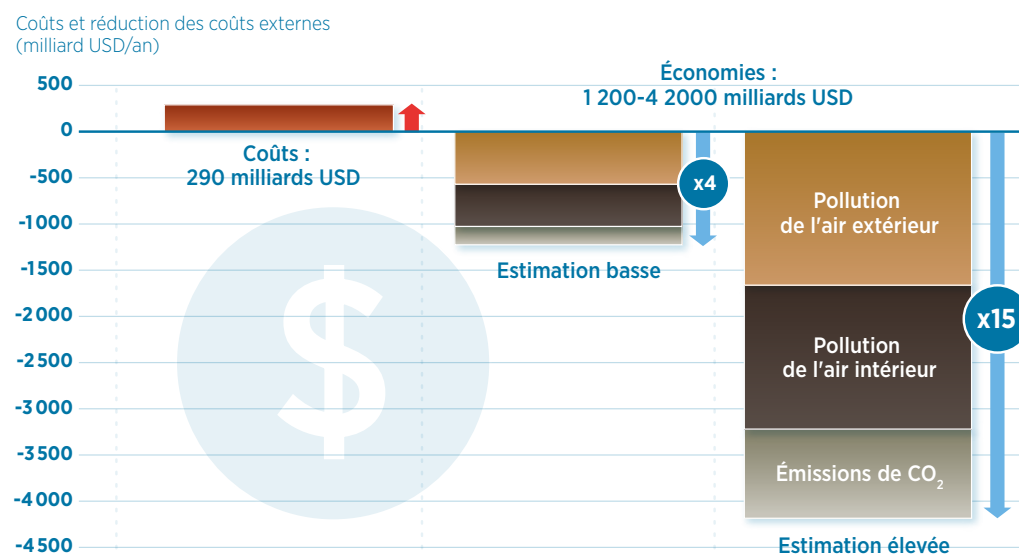 Coûts et réduction des coûts externes
(milliard USD/an)
Économies :
1 200-4 2000 milliards USD
500
0
-500
-1000
-1500
-2000
-2500
-3000
-3500
-4000
-4500
Coûts :
290 milliards USD
x4
Estimation basse
Pollution
de l'air extérieur
Pollution
de l'air intérieur
x15
Émissions de CO₂
Estimation élevée
$